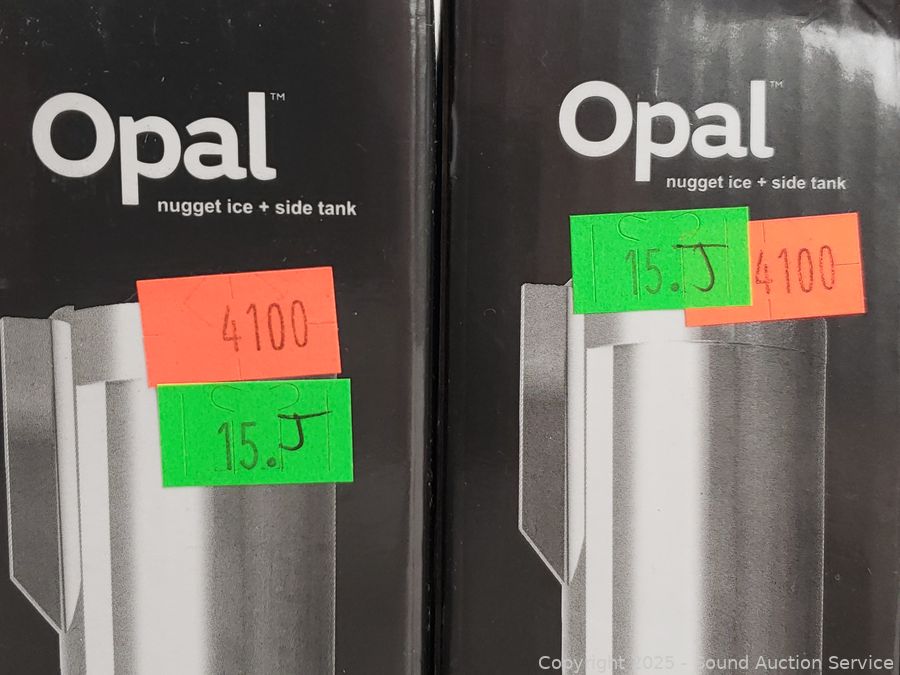 Opal™
nugget ice + side tank
4100
15.J
Opal™
nugget ice + side tank
15.J
4100
Copyright 2025 - Sound Auction Service